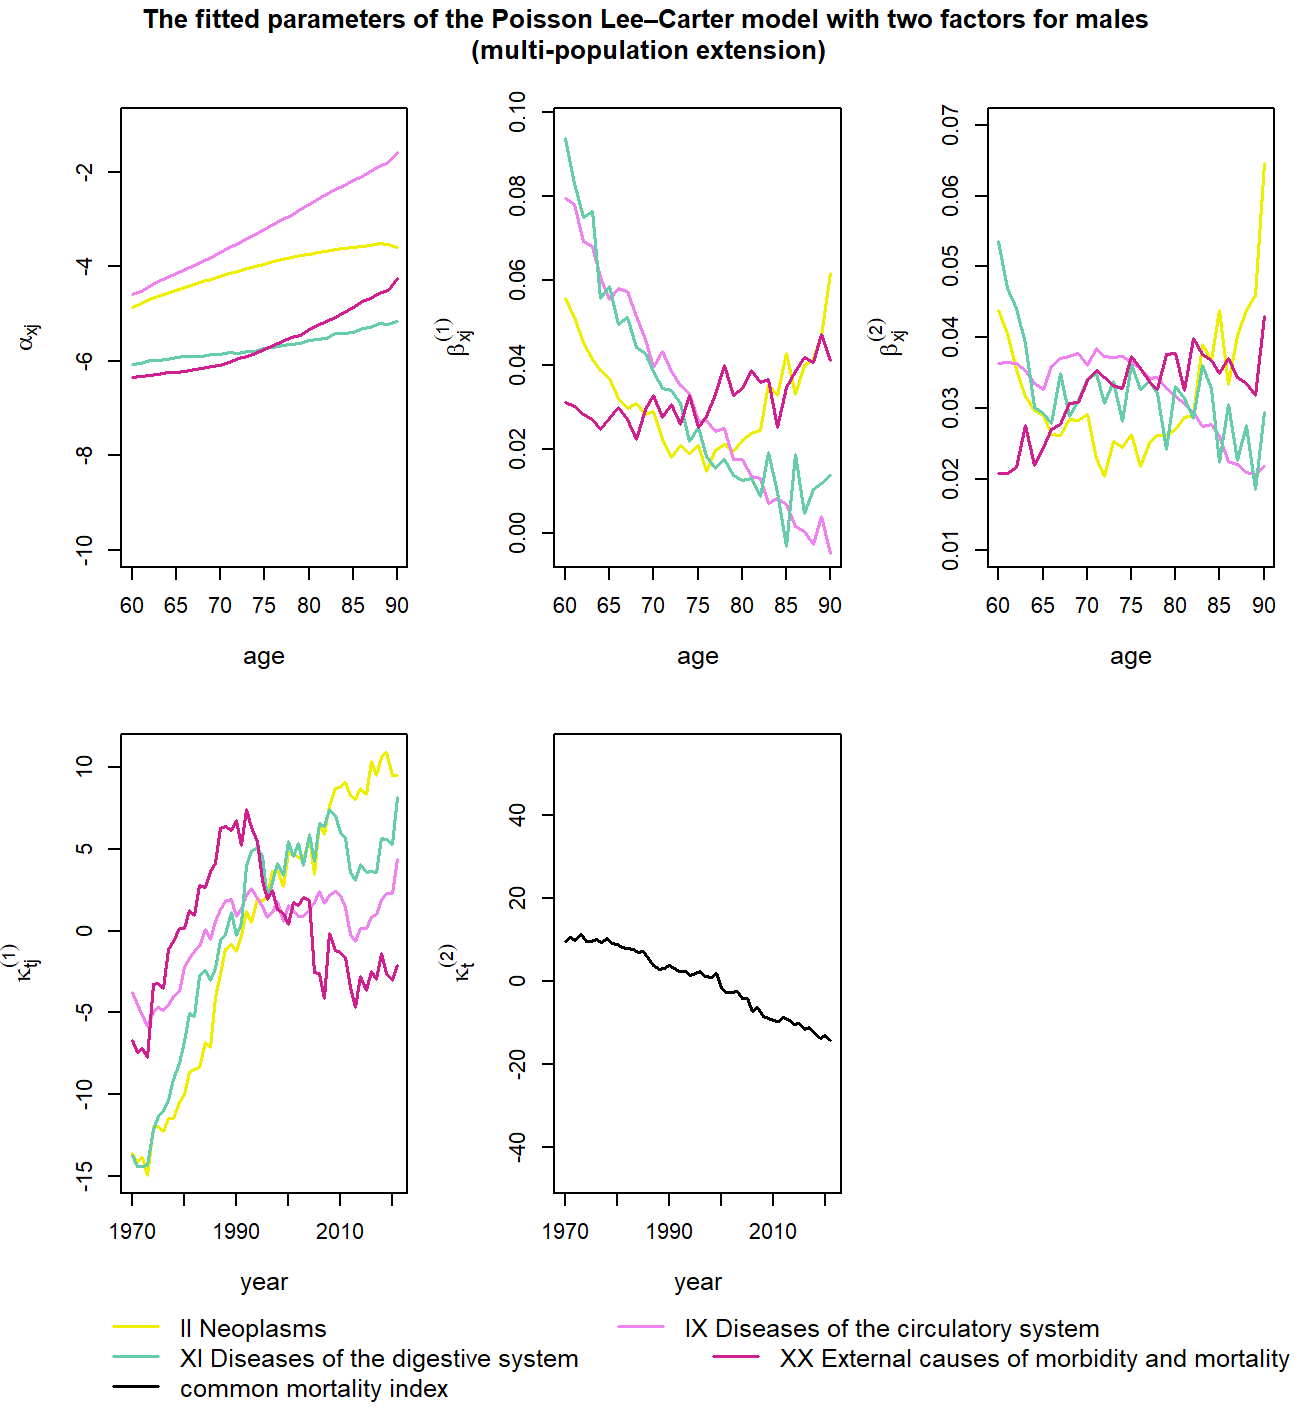 The fitted parameters of the Poisson Lee–Carter model with two factors for males
(multi-population extension)
αxj
-2
-4
-6
-8
-10
60 65 70 75 80 85 90
age
βxj(1)
0.10
0.08
0.06
0.04
0.02
0.00
60 65 70 75 80 85 90
age
βxj(2)
0.07
0.06
0.05
0.04
0.03
0.02
0.01
60 65 70 75 80 85 90
age
κtj(1)
10
5
0
-5
-10
-15
1970 1990 2010
year
κt(2)
40
20
0
-20
-40
1970 1990 2010
year
II Neoplasms
IX Diseases of the circulatory system
XI Diseases of the digestive system
XX External causes of morbidity and mortality
common mortality index